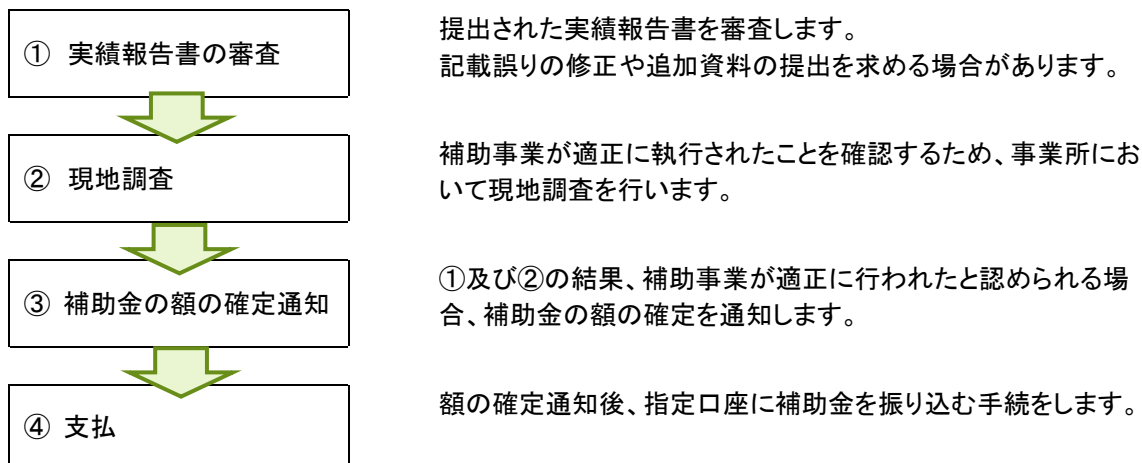 ① 実績報告書の審査
提出された実績報告書を審査します。
記載誤りの修正や追加資料の提出を求める場合があります。
② 現地調査
補助事業が適正に執行されたことを確認するため、事業所にお
いて現地調査を行います。
③ 補助金の額の確定通知
①及び②の結果、補助事業が適正に行われたと認められる場
合、補助金の額の確定を通知します。
④ 支払
額の確定通知後、指定口座に補助金を振り込む手続をします。